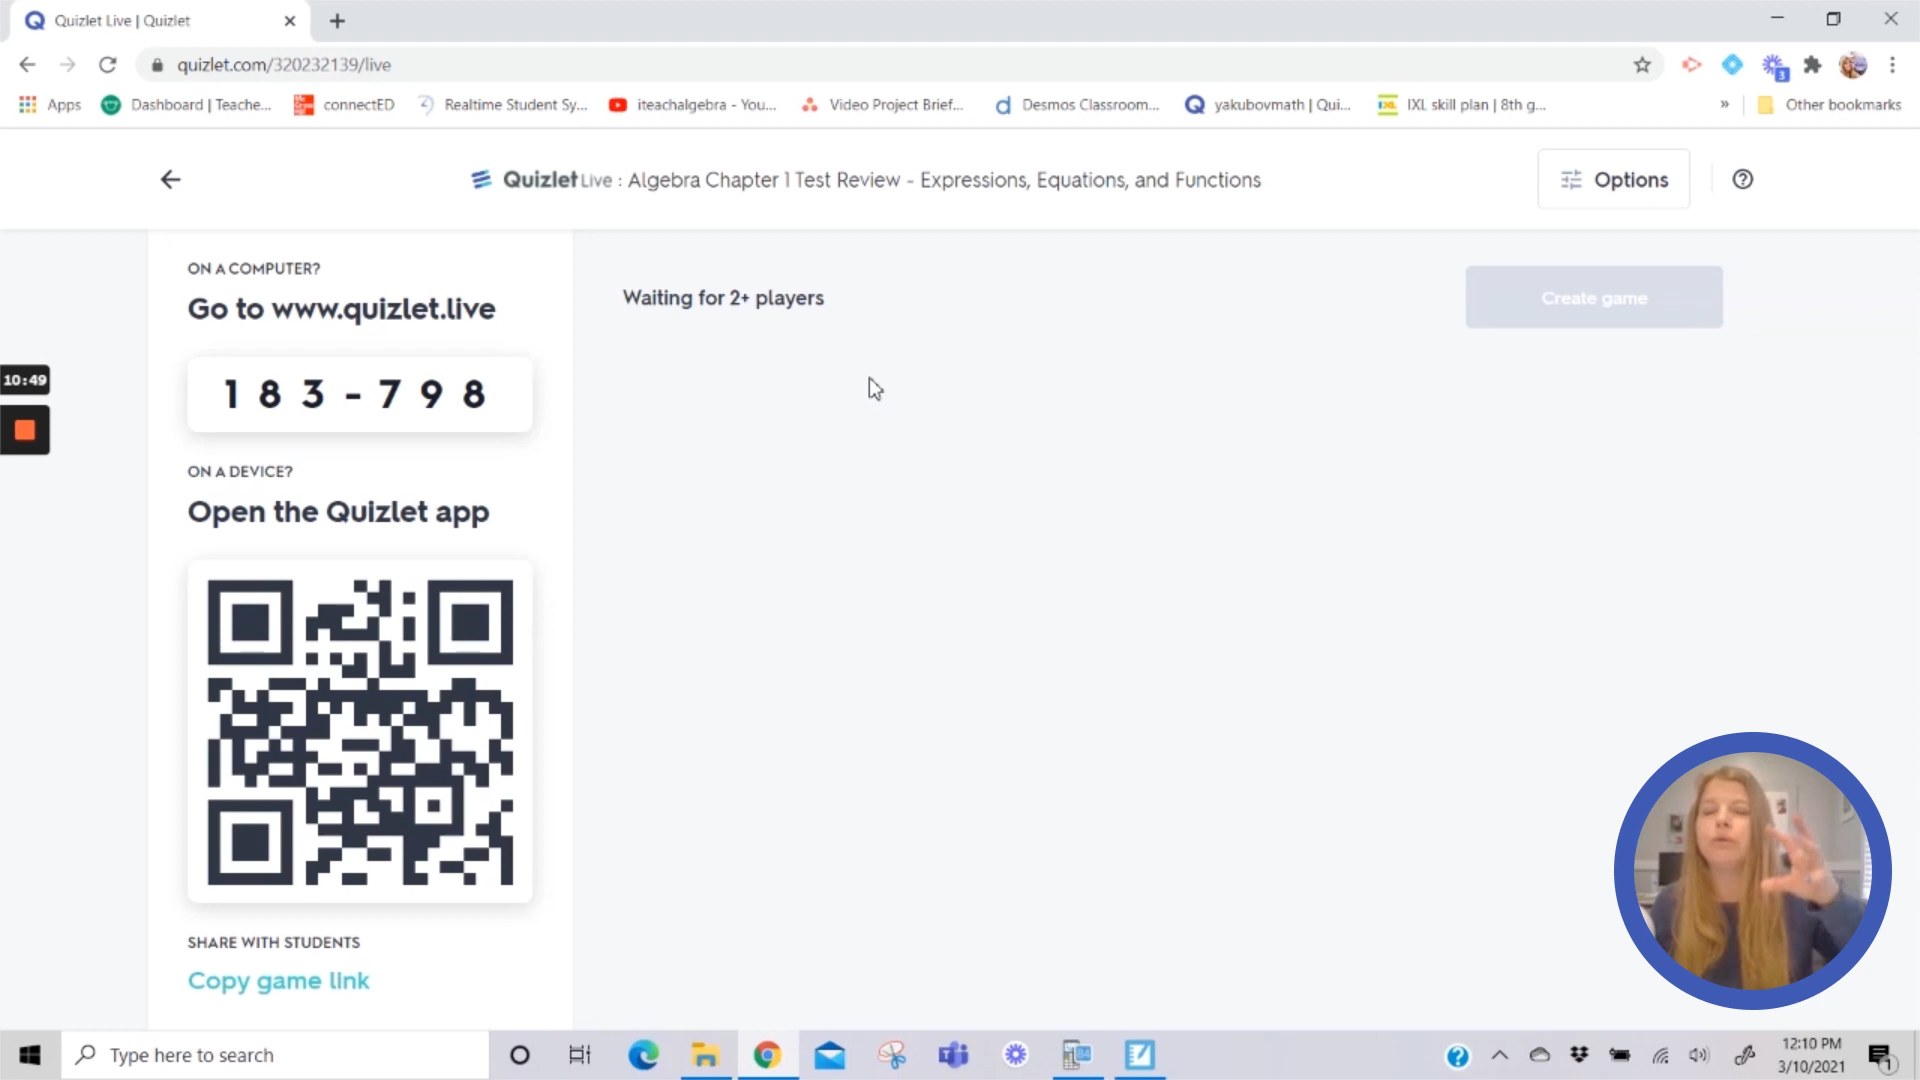 Quizlet Live | Quizlet
quizlet.com/320232139/live
3
Apps
Dashboard | Teache...
connectED
Realtime Student Sy...
iteachalgebra - You...
Video Project Brief...
Desmos Classroom...
yakubovmath | Qui...
IXL skill plan | 8th g...
»
Other bookmarks
Quizlet Live : Algebra Chapter 1 Test Review - Expressions, Equations, and Functions
Options
ON A COMPUTER?
Go to www.quizlet.live
183-798
ON A DEVICE?
Open the Quizlet app
SHARE WITH STUDENTS
Copy game link
Waiting for 2+ players
Create game
10:49
Type here to search
12:10 PM
3/10/2021
1